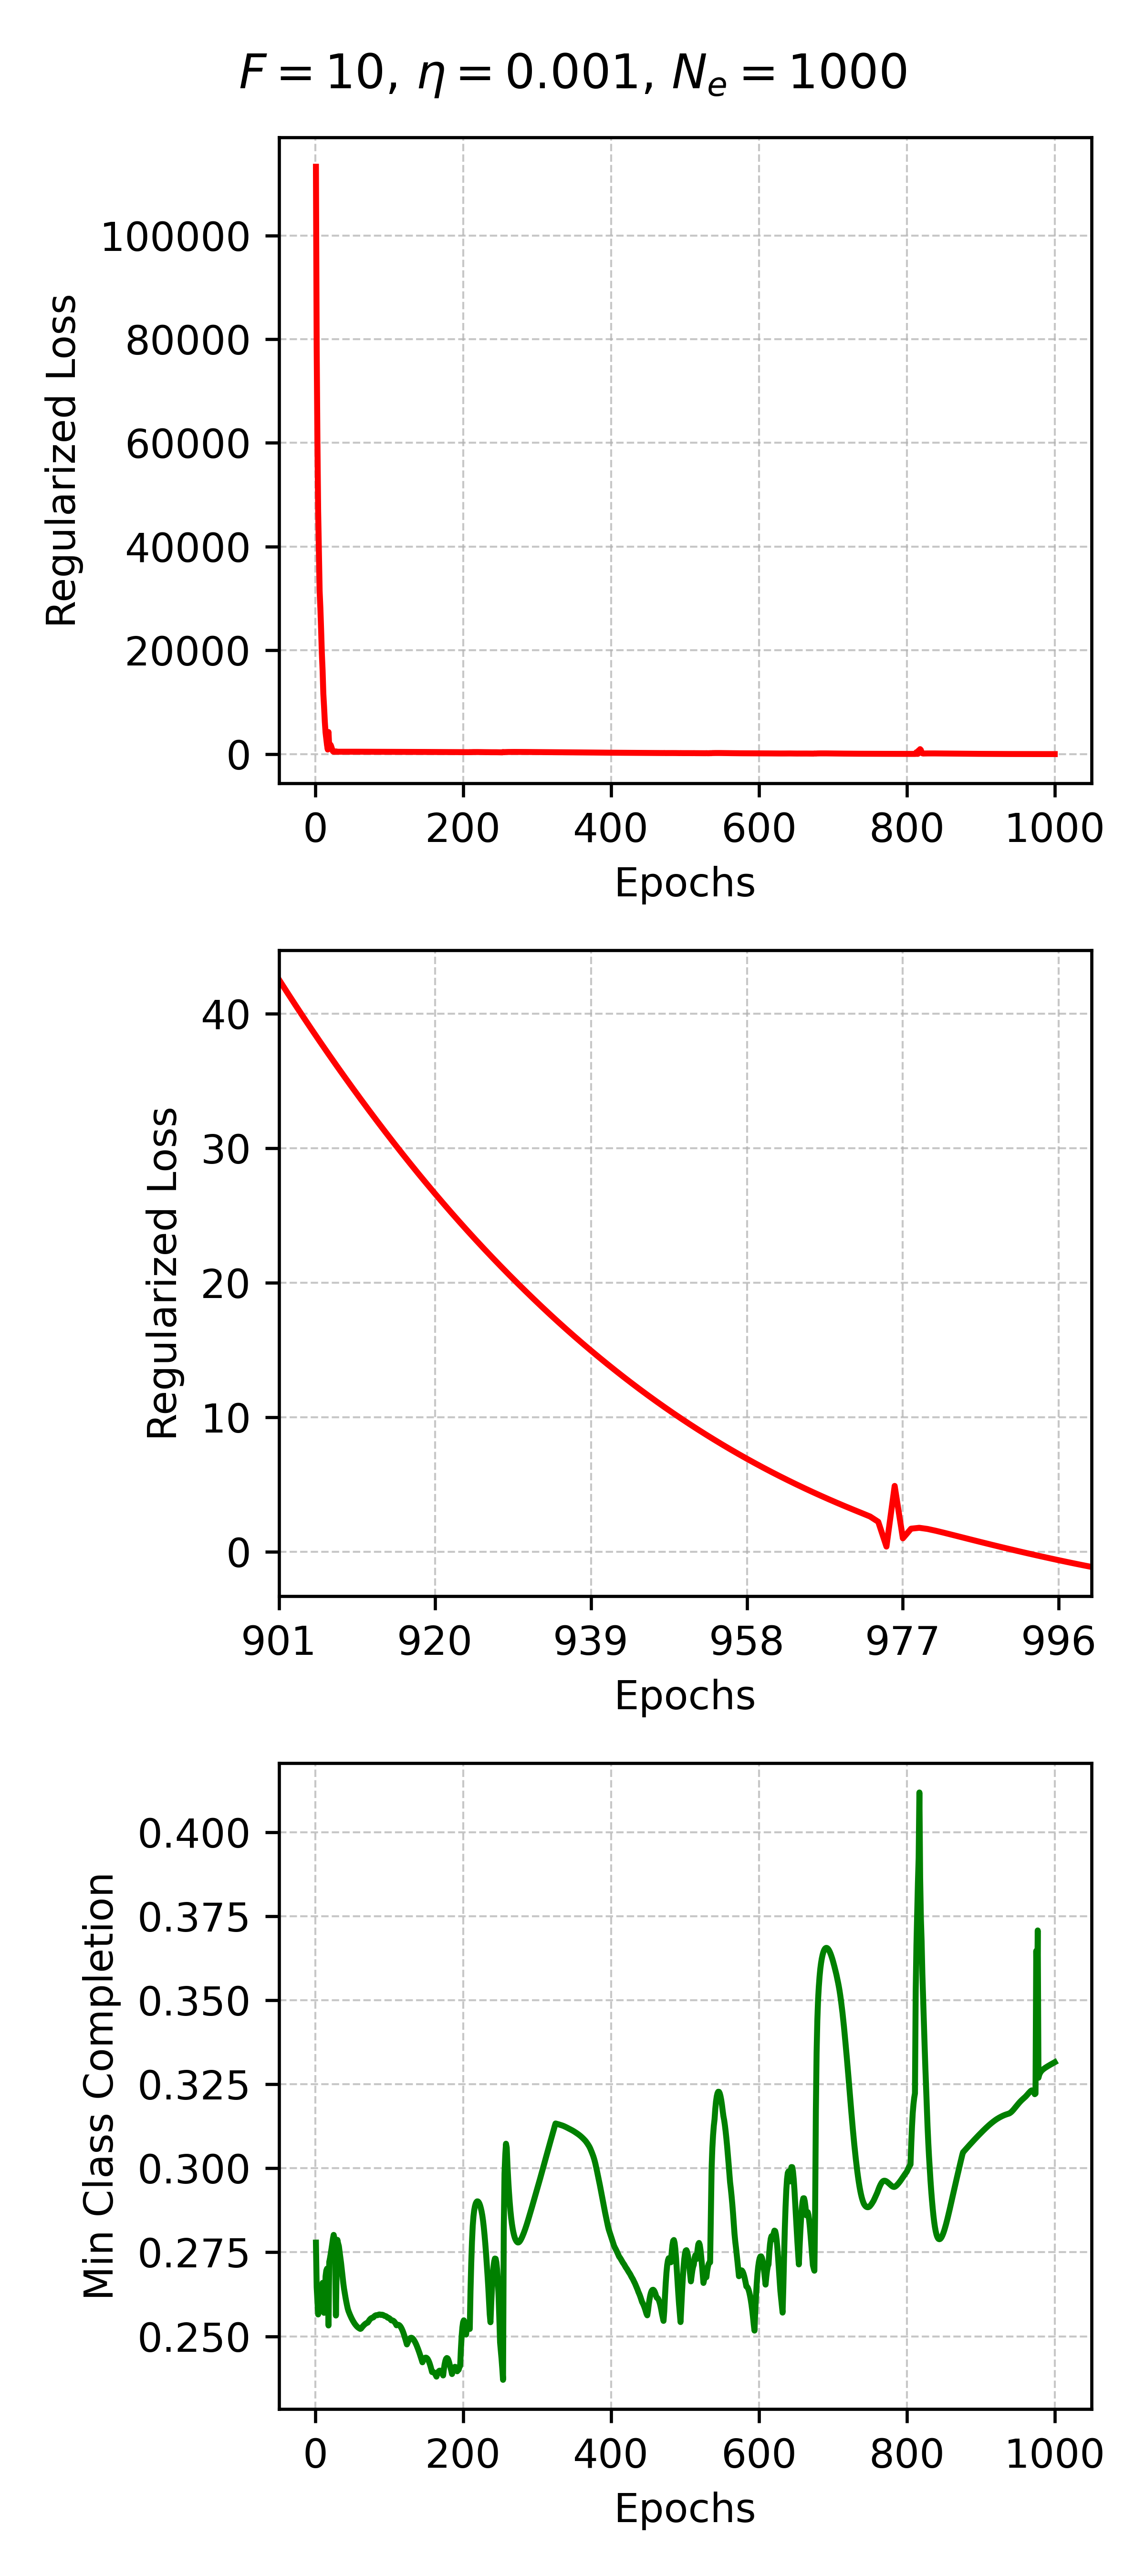 F = 10, η = 0.001, Nₑ = 1000
100000
80000
60000
40000
20000
0
Regularized Loss
0 200 400 600 800 1000
Epochs
40
30
20
10
0
Regularized Loss
901 920 939 958 977 996
Epochs
0.400
0.375
0.350
0.325
0.300
0.275
0.250
Min Class Completion
0 200 400 600 800 1000
Epochs